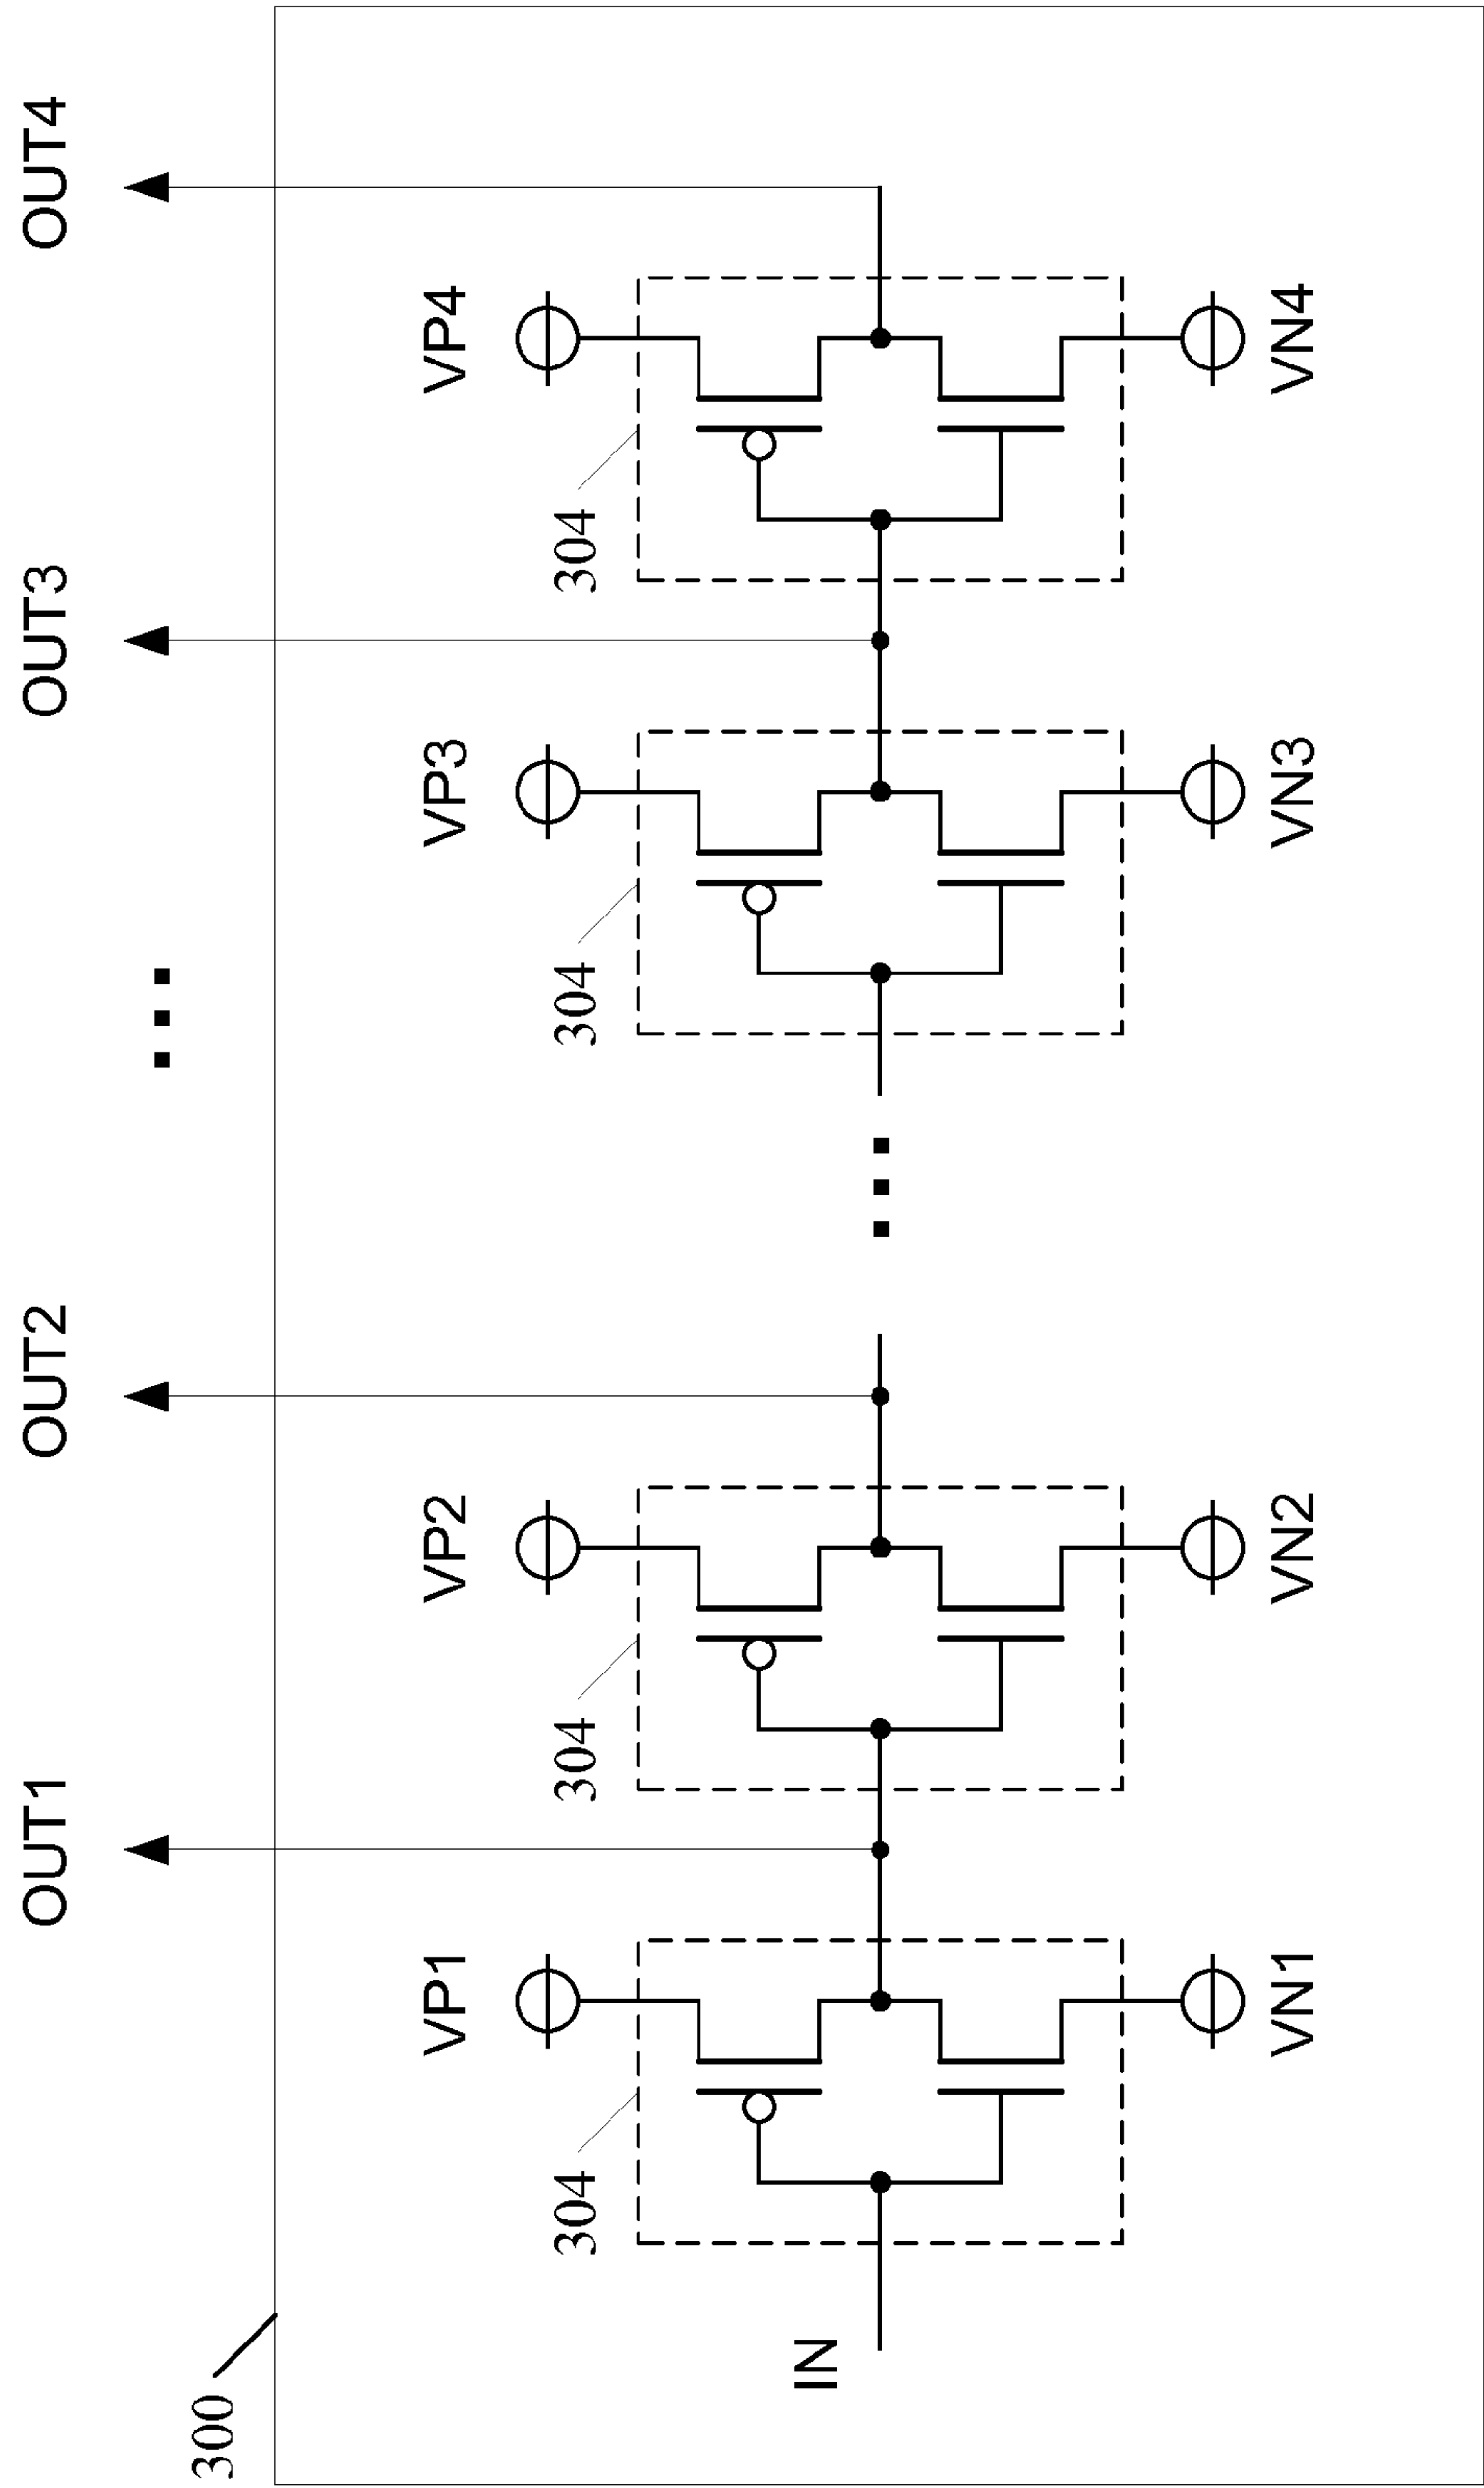 OUT1 OUT2 ... OUT3 OUT4
300
VP1 VP2 VP3 VP4
304 304 304 304
IN ...
VN1 VN2 VN3 VN4